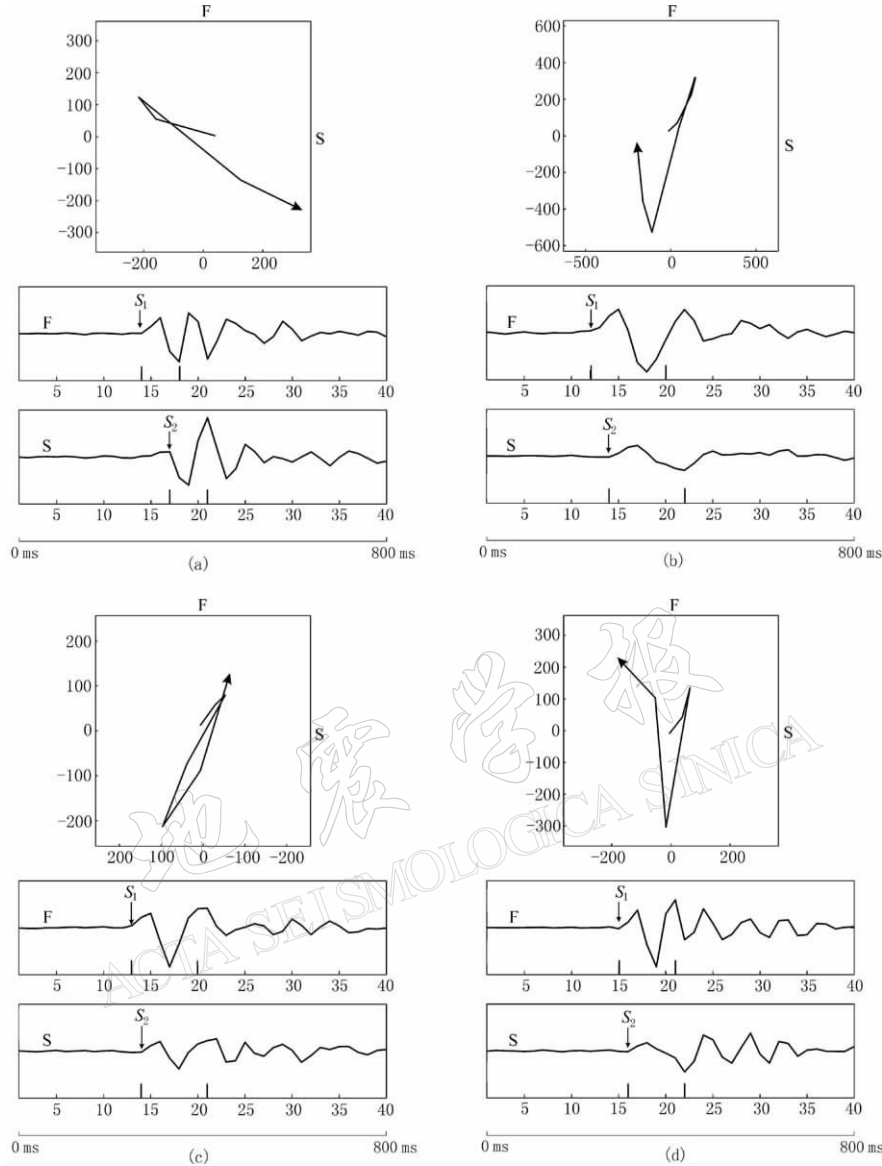 F
300
200
100
0
−100
−200
−300
S
−200 0 200
S1
F
5 10 15 20 25 30 35 40
S2
S
5 10 15 20 25 30 35 40
0 ms 800 ms
(a)
F
600
400
200
0
−200
−400
−600
S
−500 0 500
S1
F
5 10 15 20 25 30 35 40
S2
S
5 10 15 20 25 30 35 40
0 ms 800 ms
(b)
F
200
100
0
−100
−200
S
200 100 0 −100 −200
S1
F
5 10 15 20 25 30 35 40
S2
S
5 10 15 20 25 30 35 40
0 ms 800 ms
(c)
F
300
200
100
0
−100
−200
−300
S
−200 0 200
S1
F
5 10 15 20 25 30 35 40
S2
S
5 10 15 20 25 30 35 40
0 ms 800 ms
(d)
地震学报
ACTA SEISMOLOGICA SINICA